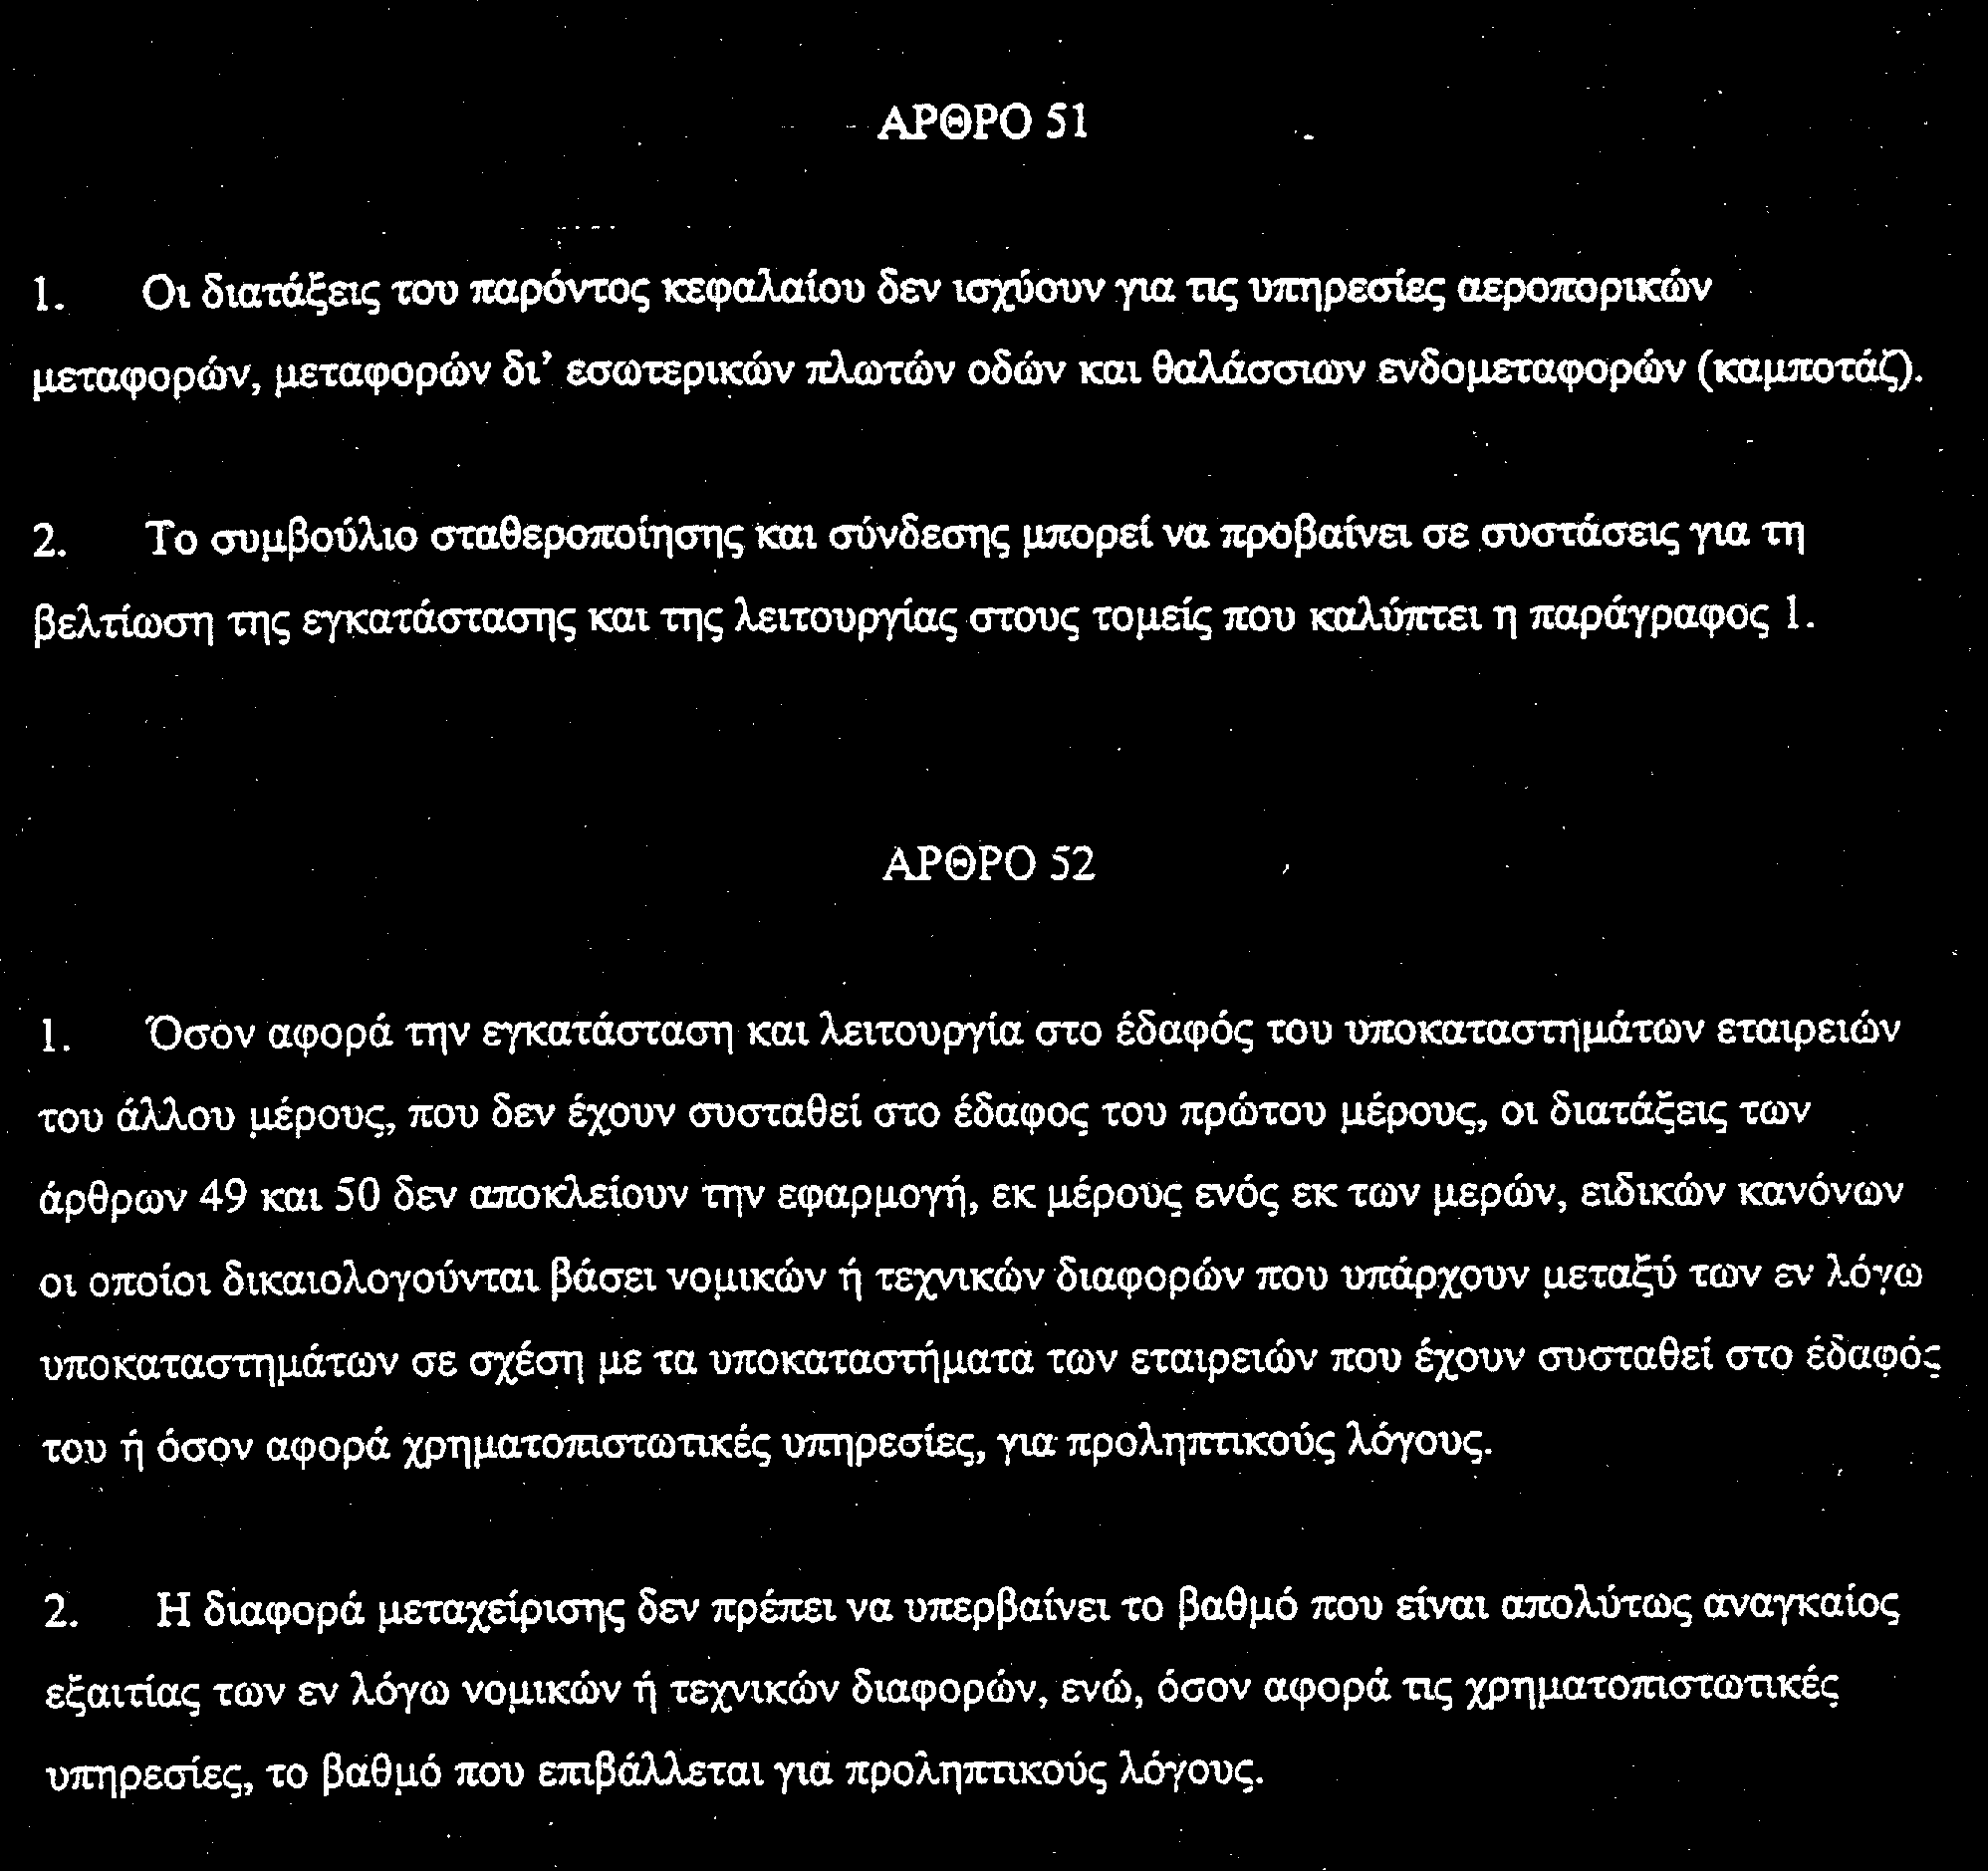 ΑΡΘΡΟ 51
1. Οι διατάξεις του παρόντος κεφαλαίου δεν ισχύουν για τις υπηρεσίες αεροπορικών
μεταφορών, μεταφορών δι' εσωτερικών πλωτών οδών και θαλάσσιων ενδομεταφορών (καμποτάζ).
2. Το συμβούλιο σταθεροποίησης και σύνδεσης μπορεί να προβαίνει σε συστάσεις για τη
βελτίωση της εγκατάστασης και της λειτουργίας στους τομείς που καλύπτει η παράγραφος 1.
ΑΡΘΡΟ 52
1. Όσον αφορά την εγκατάσταση και λειτουργία στο έδαφός του υποκαταστημάτων εταιρειών
του άλλου μέρους, που δεν έχουν συσταθεί στο έδαφος του πρώτου μέρους, οι διατάξεις των
άρθρων 49 και 50 δεν αποκλείουν την εφαρμογή, εκ μέρους ενός εκ των μερών, ειδικών κανόνων
οι οποίοι δικαιολογούνται βάσει νομικών ή τεχνικών διαφορών που υπάρχουν μεταξύ των εν λόγω
υποκαταστημάτων σε σχέση με τα υποκαταστήματα των εταιρειών που έχουν συσταθεί στο έδαφός
του ή όσον αφορά χρηματοπιστωτικές υπηρεσίες, για προληπτικούς λόγους.
2. Η διαφορά μεταχείρισης δεν πρέπει να υπερβαίνει το βαθμό που είναι απολύτως αναγκαίος
εξαιτίας των εν λόγω νομικών ή τεχνικών διαφορών, ενώ, όσον αφορά τις χρηματοπιστωτικές
υπηρεσίες, το βαθμό που επιβάλλεται για προληπτικούς λόγους.